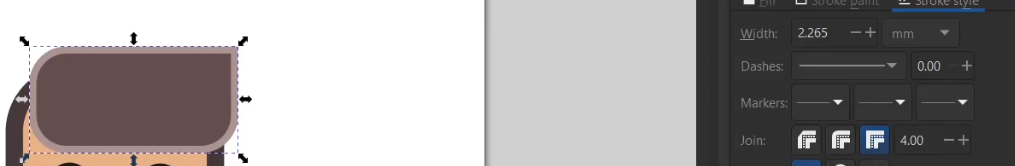 Fill Stroke paint Stroke style
Width: 2.265 mm
Dashes: 0.00
Markers:
Join: 4.00